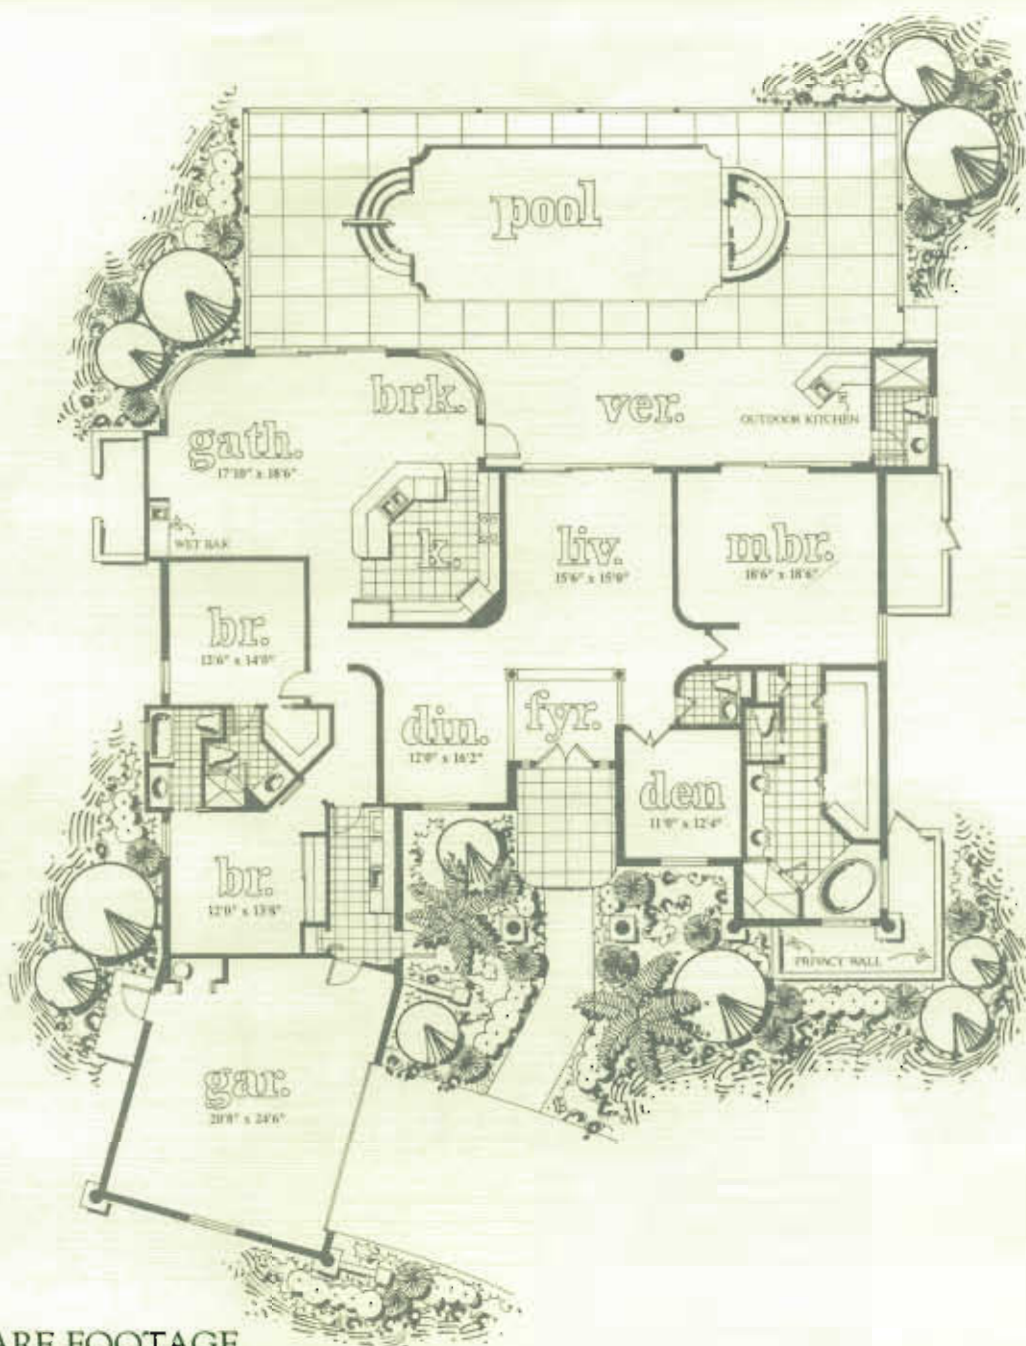 pool
brk.
ver.
OUTDOOR KITCHEN
gath.
17'10" x 18'6"
WET BAR
k.
liv.
15'6" x 15'0"
mbr.
18'6" x 18'6"
br.
12'6" x 14'0"
din.
12'0" x 16'2"
fyr.
den
11'0" x 12'4"
br.
12'0" x 13'8"
PRIVACY WALL
gar.
20'8" x 24'6"
ARE FOOTAGE